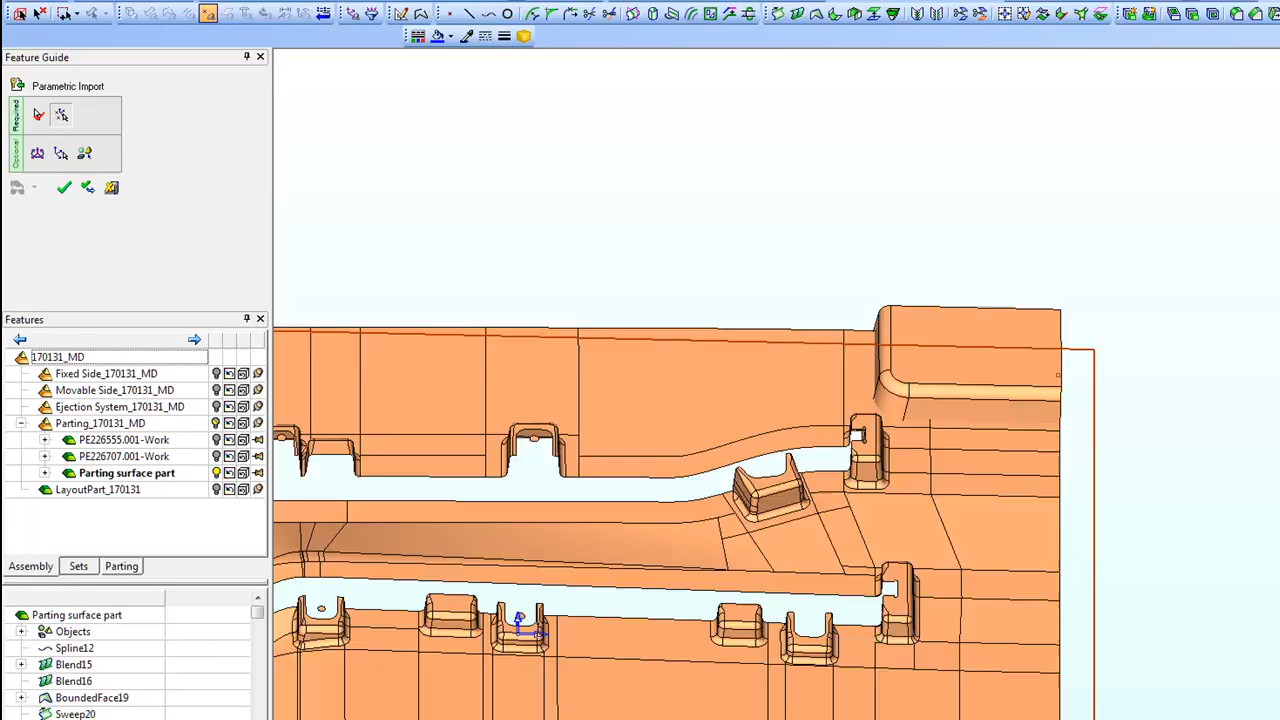 Feature Guide
Parametric Import
Required
Optional
Features
170131_MD
Fixed Side_170131_MD
Movable Side_170131_MD
Ejection System_170131_MD
Parting_170131_MD
PE226555.001-Work
PE226707.001-Work
Parting surface part
LayoutPart_170131
Assembly
Sets
Parting
Parting surface part
Objects
Spline12
Blend15
Blend16
BoundedFace19
Sweep20